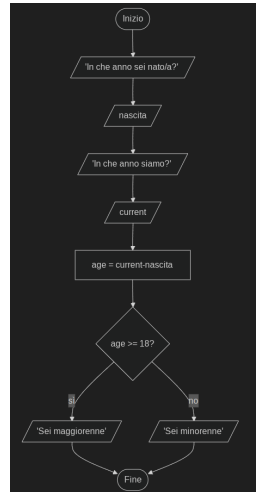 Inizio
'In che anno sei nato/a?'
nascita
'In che anno siamo?'
current
age = current-nascita
age >= 18?
sì
no
'Sei maggiorenne'
'Sei minorenne'
Fine